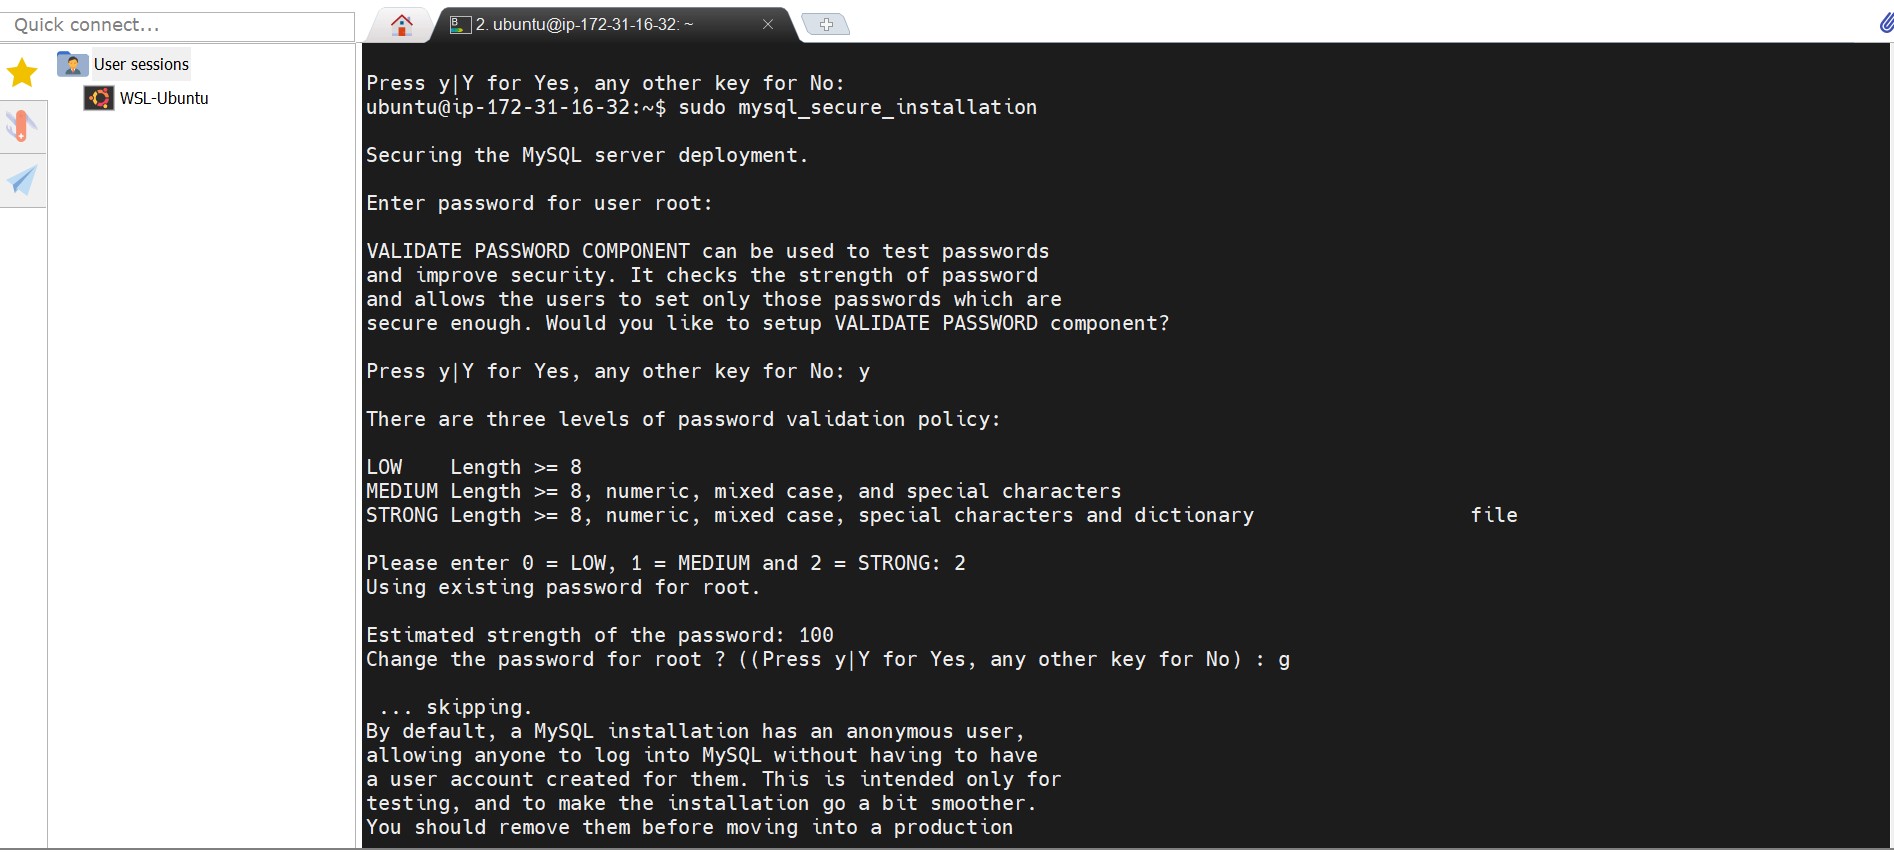 Quick connect...
2. ubuntu@ip-172-31-16-32: ~
User sessions
WSL-Ubuntu
Press y|Y for Yes, any other key for No:
ubuntu@ip-172-31-16-32:~$ sudo mysql_secure_installation
Securing the MySQL server deployment.
Enter password for user root:
VALIDATE PASSWORD COMPONENT can be used to test passwords
and improve security. It checks the strength of password
and allows the users to set only those passwords which are
secure enough. Would you like to setup VALIDATE PASSWORD component?
Press y|Y for Yes, any other key for No: y
There are three levels of password validation policy:
LOW    Length >= 8
MEDIUM Length >= 8, numeric, mixed case, and special characters
STRONG Length >= 8, numeric, mixed case, special characters and dictionary                  file
Please enter 0 = LOW, 1 = MEDIUM and 2 = STRONG: 2
Using existing password for root.
Estimated strength of the password: 100
Change the password for root ? ((Press y|Y for Yes, any other key for No) : g
... skipping.
By default, a MySQL installation has an anonymous user,
allowing anyone to log into MySQL without having to have
a user account created for them. This is intended only for
testing, and to make the installation go a bit smoother.
You should remove them before moving into a production